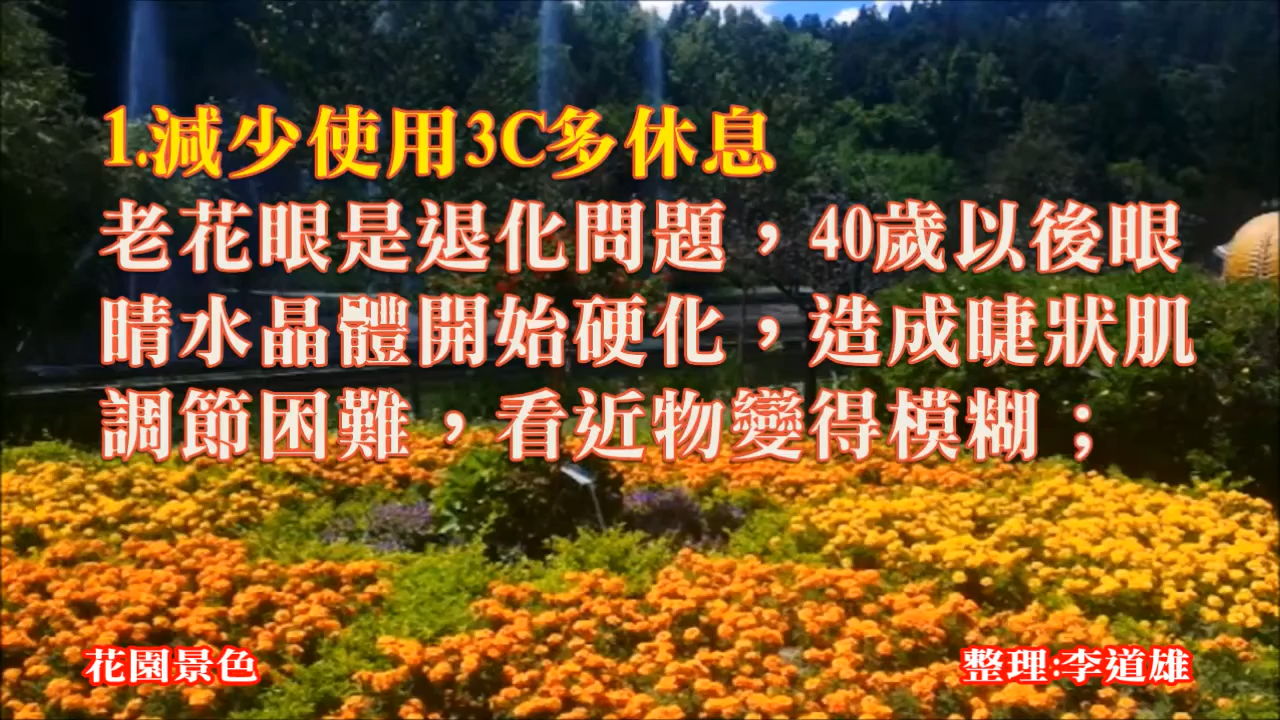 1.減少使用3C多休息
老花眼是退化問題，40歲以後眼
睛水晶體開始硬化，造成睫狀肌
調節困難，看近物變得模糊；
花園景色
整理:李道雄